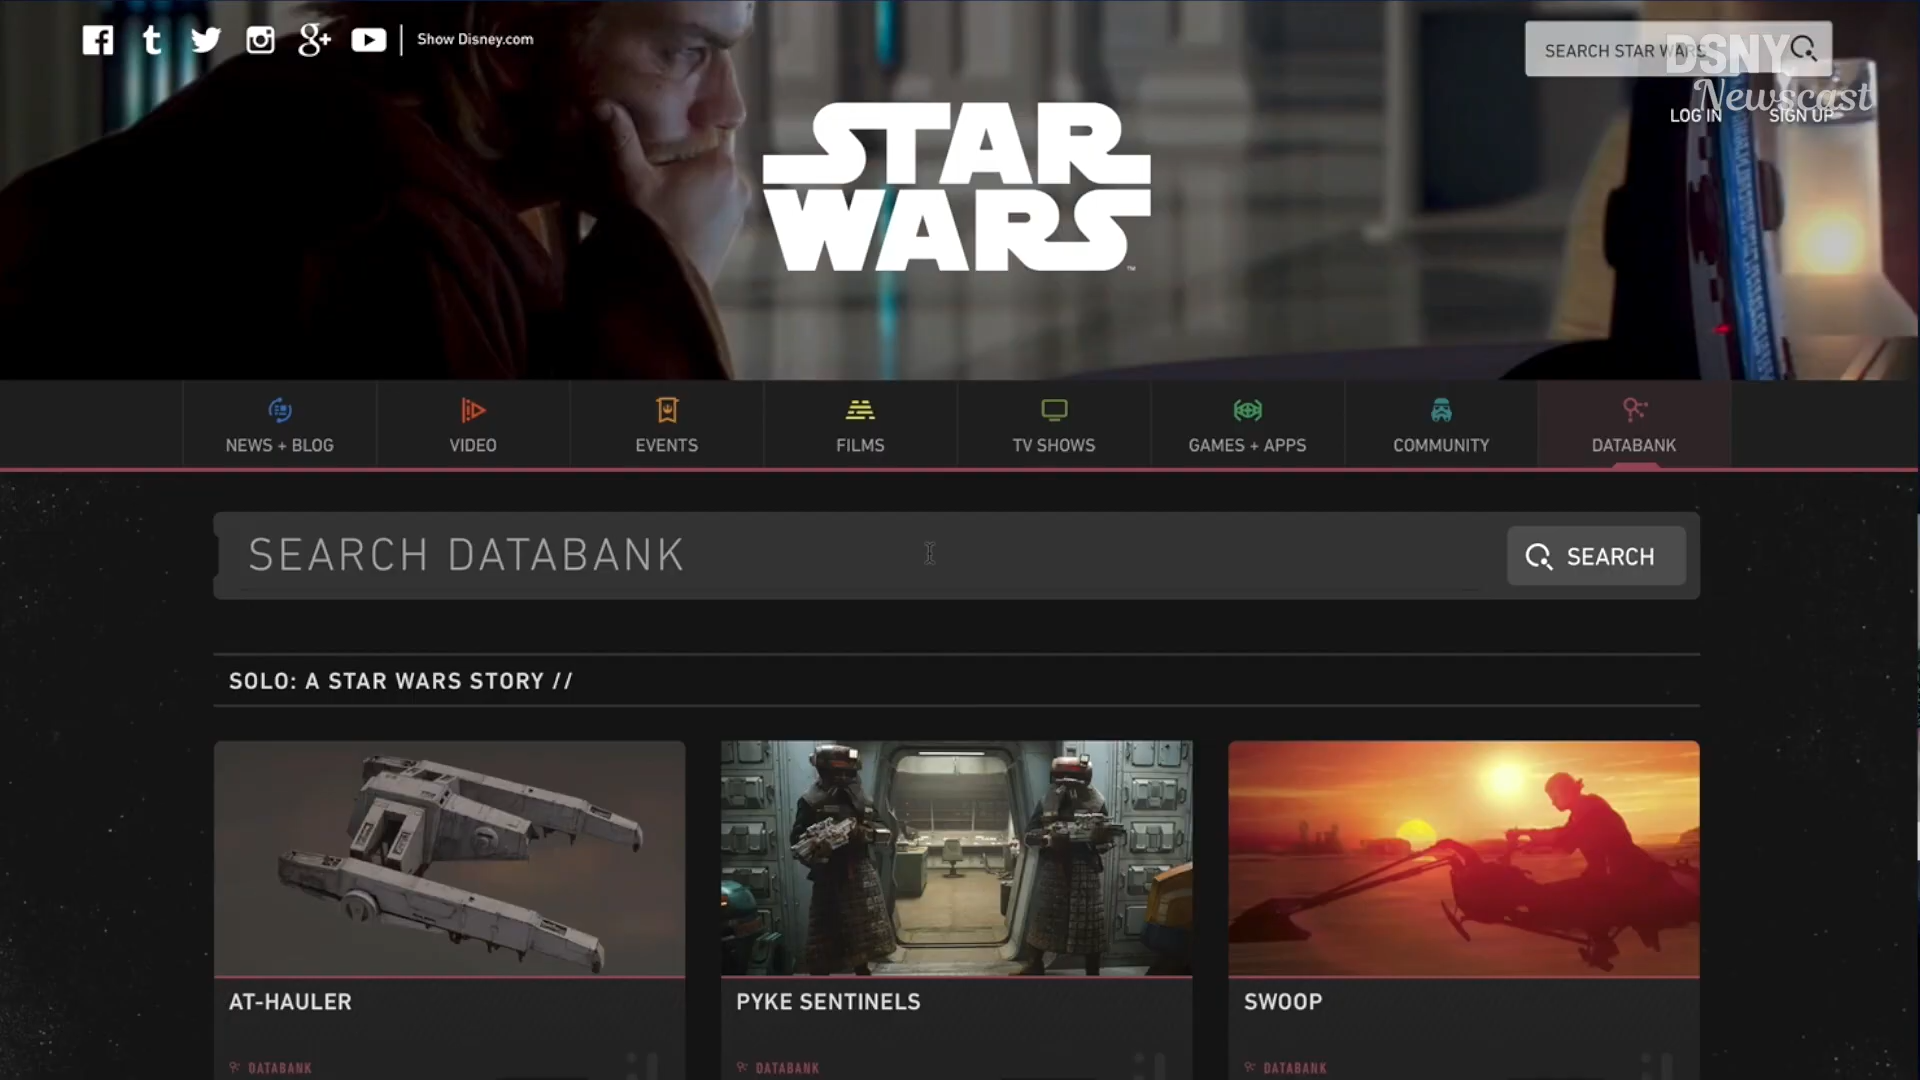 Show Disney.com
SEARCH STAR WARS
DSNY
Newscast
LOG IN
SIGN UP
STAR
WARS
™
NEWS + BLOG
VIDEO
EVENTS
FILMS
TV SHOWS
GAMES + APPS
COMMUNITY
DATABANK
SEARCH DATABANK
SEARCH
SOLO: A STAR WARS STORY //
AT-HAULER
PYKE SENTINELS
SWOOP
DATABANK
DATABANK
DATABANK